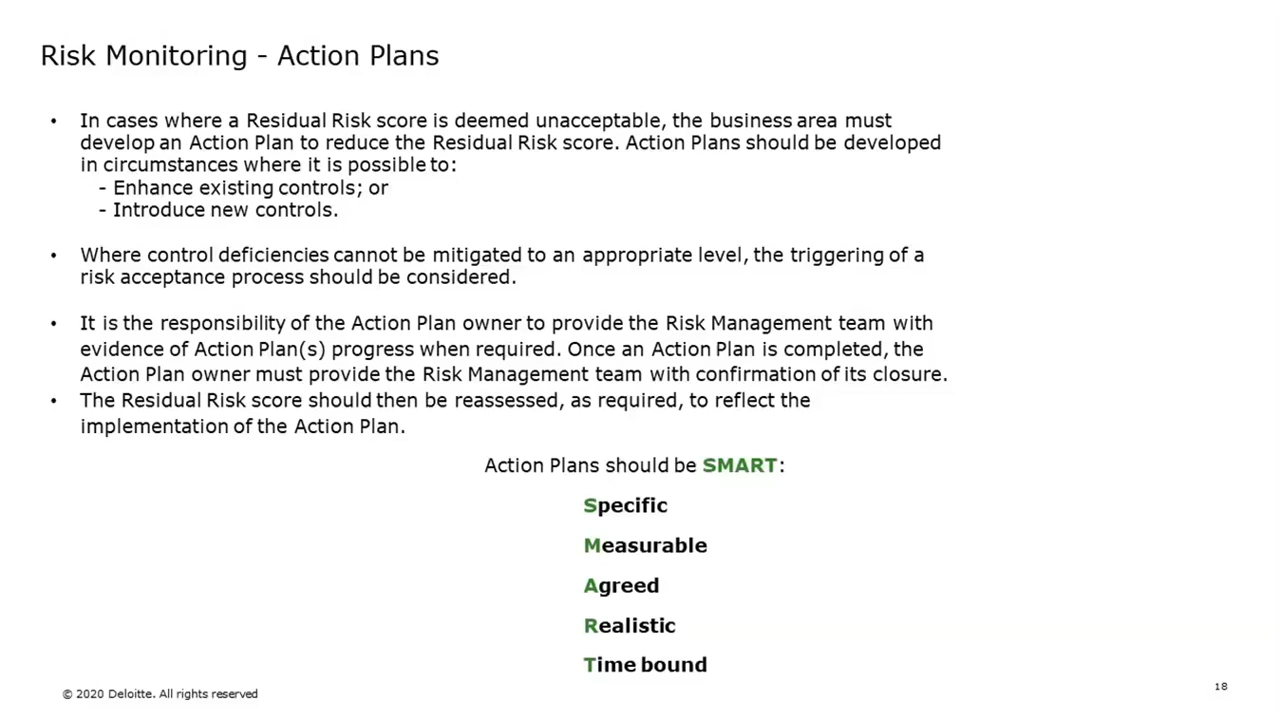 Risk Monitoring - Action Plans
• In cases where a Residual Risk score is deemed unacceptable, the business area must
develop an Action Plan to reduce the Residual Risk score. Action Plans should be developed
in circumstances where it is possible to:
- Enhance existing controls; or
- Introduce new controls.
• Where control deficiencies cannot be mitigated to an appropriate level, the triggering of a
risk acceptance process should be considered.
• It is the responsibility of the Action Plan owner to provide the Risk Management team with
evidence of Action Plan(s) progress when required. Once an Action Plan is completed, the
Action Plan owner must provide the Risk Management team with confirmation of its closure.
• The Residual Risk score should then be reassessed, as required, to reflect the
implementation of the Action Plan.
Action Plans should be SMART:
Specific
Measurable
Agreed
Realistic
Time bound
© 2020 Deloitte. All rights reserved
18